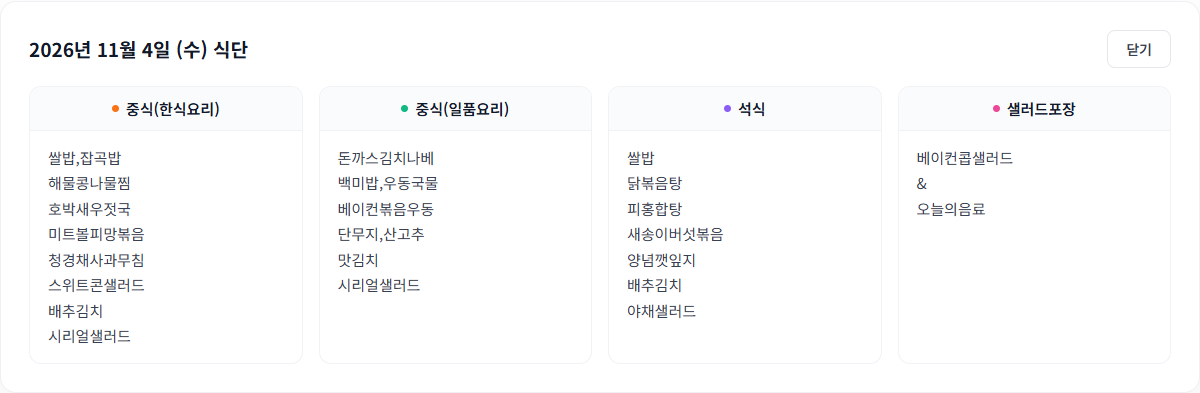 2026년 11월 4일 (수) 식단
닫기
중식(한식요리)
쌀밥,잡곡밥
해물콩나물찜
호박새우젓국
미트볼피망볶음
청경채사과무침
스위트콘샐러드
배추김치
시리얼샐러드
중식(일품요리)
돈까스김치나베
백미밥,우동국물
베이컨볶음우동
단무지,산고추
맛김치
시리얼샐러드
석식
쌀밥
닭볶음탕
피홍합탕
새송이버섯볶음
양념깻잎지
배추김치
야채샐러드
샐러드포장
베이컨콥샐러드
&
오늘의음료